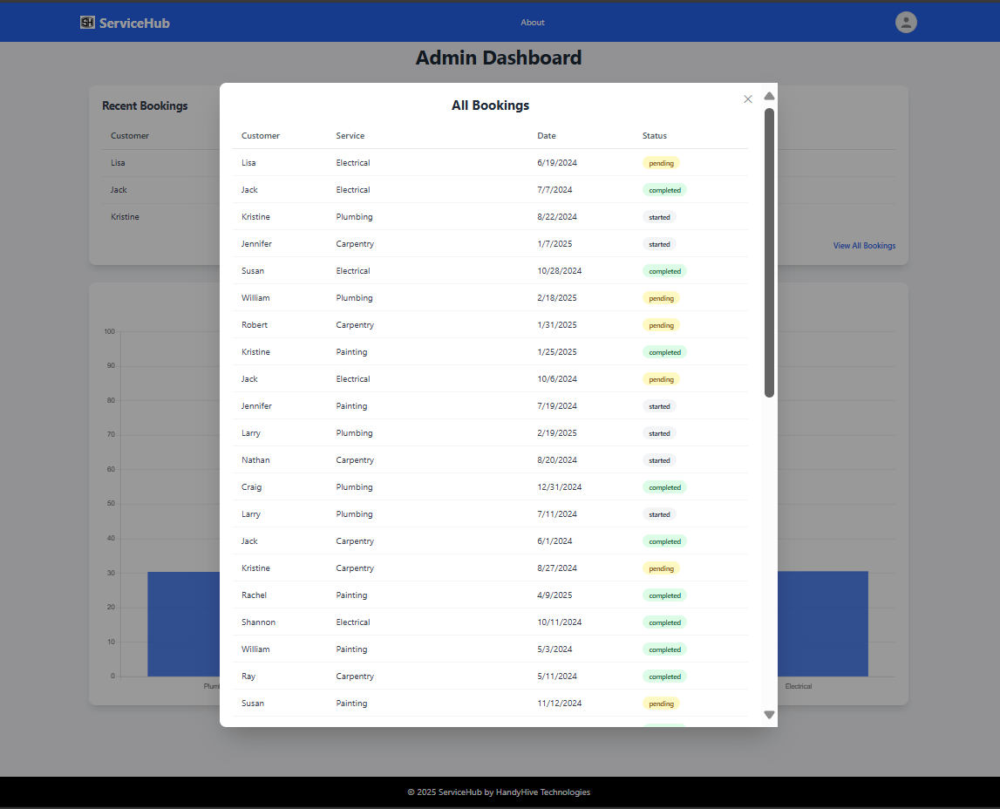 SH ServiceHub About
Admin Dashboard
Recent Bookings
Customer
Lisa
Jack
Kristine
View All Bookings
All Bookings
Customer Service Date Status
Lisa Electrical 6/19/2024 pending
Jack Electrical 7/7/2024 completed
Kristine Plumbing 8/22/2024 started
Jennifer Carpentry 1/7/2025 started
Susan Electrical 10/28/2024 completed
William Plumbing 2/18/2025 pending
Robert Carpentry 1/31/2025 pending
Kristine Painting 1/25/2025 completed
Jack Electrical 10/6/2024 pending
Jennifer Painting 7/19/2024 started
Larry Plumbing 2/19/2025 started
Nathan Carpentry 8/20/2024 started
Craig Plumbing 12/31/2024 completed
Larry Plumbing 7/11/2024 started
Jack Carpentry 6/1/2024 completed
Kristine Carpentry 8/27/2024 pending
Rachel Painting 4/9/2025 completed
Shannon Electrical 10/11/2024 completed
William Painting 5/3/2024 completed
Ray Carpentry 5/11/2024 completed
Susan Painting 11/12/2024 pending
100
90
80
70
60
50
40
30
20
10
0
Plum Electrical
© 2025 ServiceHub by HandyHive Technologies